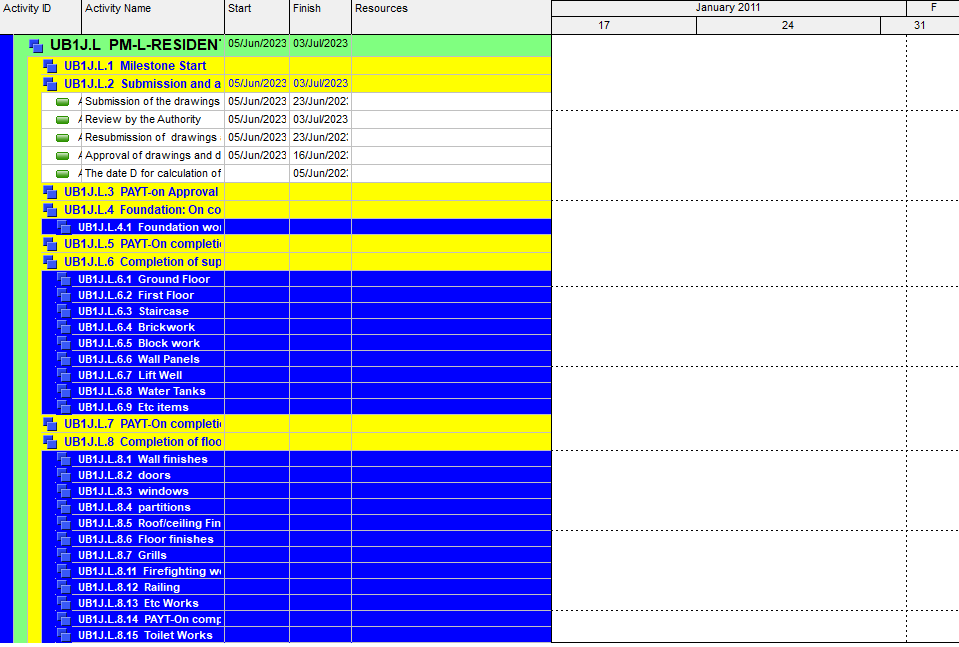 Activity ID Activity Name Start Finish Resources January 2011 F
17 24 31
UB1J.L PM-L-RESIDENT 05/Jun/2023 03/Jul/2023
UB1J.L.1 Milestone Start
UB1J.L.2 Submission and a 05/Jun/2023 03/Jul/2023
A Submission of the drawings 05/Jun/2023 23/Jun/202
A Review by the Authority 05/Jun/2023 03/Jul/2023
A Resubmission of drawings 05/Jun/2023 23/Jun/202
A Approval of drawings and d 05/Jun/2023 16/Jun/202
A The date D for calculation of 05/Jun/202
UB1J.L.3 PAYT-on Approval
UB1J.L.4 Foundation: On co
UB1J.L.4.1 Foundation wo
UB1J.L.5 PAYT-On completi
UB1J.L.6 Completion of sup
UB1J.L.6.1 Ground Floor
UB1J.L.6.2 First Floor
UB1J.L.6.3 Staircase
UB1J.L.6.4 Brickwork
UB1J.L.6.5 Block work
UB1J.L.6.6 Wall Panels
UB1J.L.6.7 Lift Well
UB1J.L.6.8 Water Tanks
UB1J.L.6.9 Etc items
UB1J.L.7 PAYT-On completi
UB1J.L.8 Completion of floo
UB1J.L.8.1 Wall finishes
UB1J.L.8.2 doors
UB1J.L.8.3 windows
UB1J.L.8.4 partitions
UB1J.L.8.5 Roof/ceiling Fin
UB1J.L.8.6 Floor finishes
UB1J.L.8.7 Grills
UB1J.L.8.11 Firefighting w
UB1J.L.8.12 Railing
UB1J.L.8.13 Etc Works
UB1J.L.8.14 PAYT-On comp
UB1J.L.8.15 Toilet Works